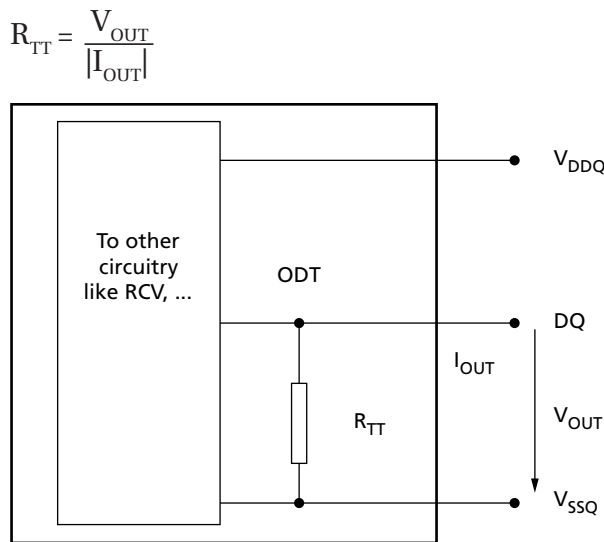 R_TT = V_OUT / |I_OUT|
V_DDQ
To other
circuitry
like RCV, ...
ODT
DQ
I_OUT
R_TT
V_OUT
V_SSQ